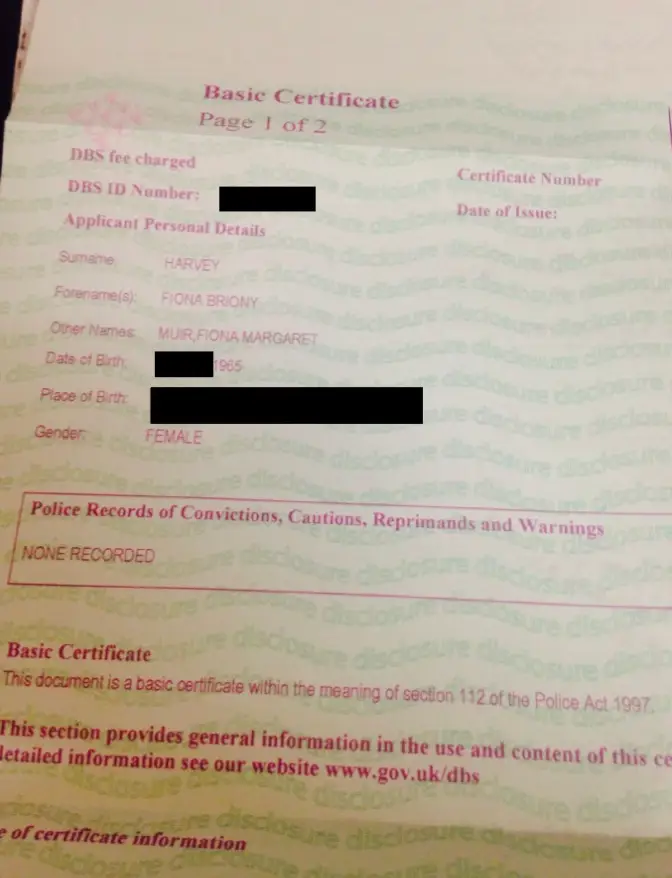 Basic Certificate
Page 1 of 2
DBS fee charged
Certificate Number
DBS ID Number:
Date of Issue:
Applicant Personal Details
Surname: HARVEY
Forename(s): FIONA BRIONY
Other Names: MUIR,FIONA MARGARET
Date of Birth: 1965
Place of Birth:
Gender: FEMALE
Police Records of Convictions, Cautions, Reprimands and Warnings
NONE RECORDED
Basic Certificate
This document is a basic certificate within the meaning of section 112 of the Police Act 1997.
This section provides general information in the use and content of this ce
detailed information see our website www.gov.uk/dbs
e of certificate information